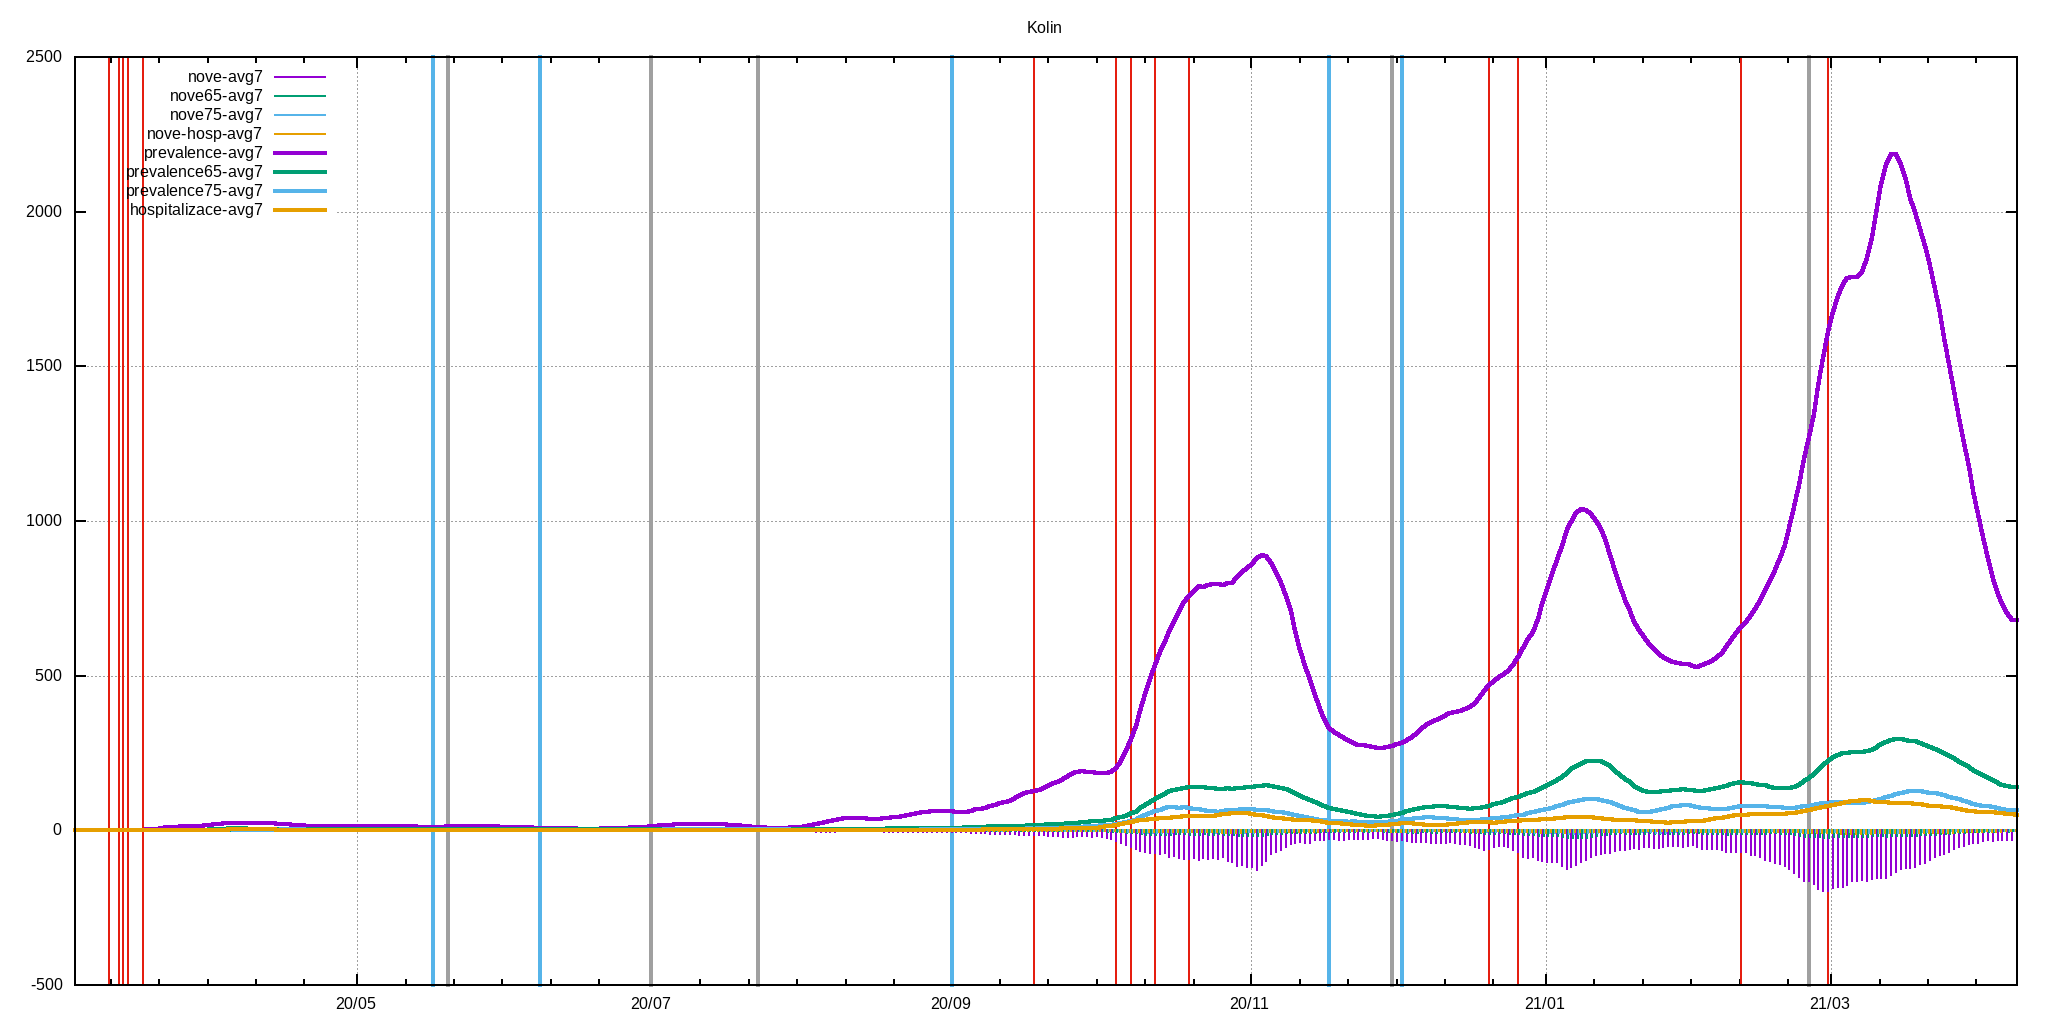 Kolin
2500
2000
1500
1000
500
0
-500
nove-avg7
nove65-avg7
nove75-avg7
nove-hosp-avg7
prevalence-avg7
prevalence65-avg7
prevalence75-avg7
hospitalizace-avg7
20/05
20/07
20/09
20/11
21/01
21/03